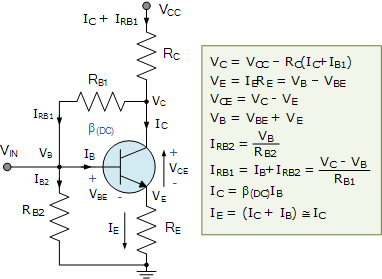 VCC
IC + IRB1
RC
RB1
VC
IRB1
β(DC)
IC
VIN
VB
IB
+
VCE
-
IB2
+
VBE
-
VE
RB2
IE
RE
VC = VCC - RC(IC+IB1)
VE = IERE = VB - VBE
VCE = VC - VE
VB = VBE + VE
IRB2 = VB / RB2
IRB1 = IB+IRB2 = VC - VB / RB1
IC = β(DC)IB
IE = (IC + IB) ≅ IC